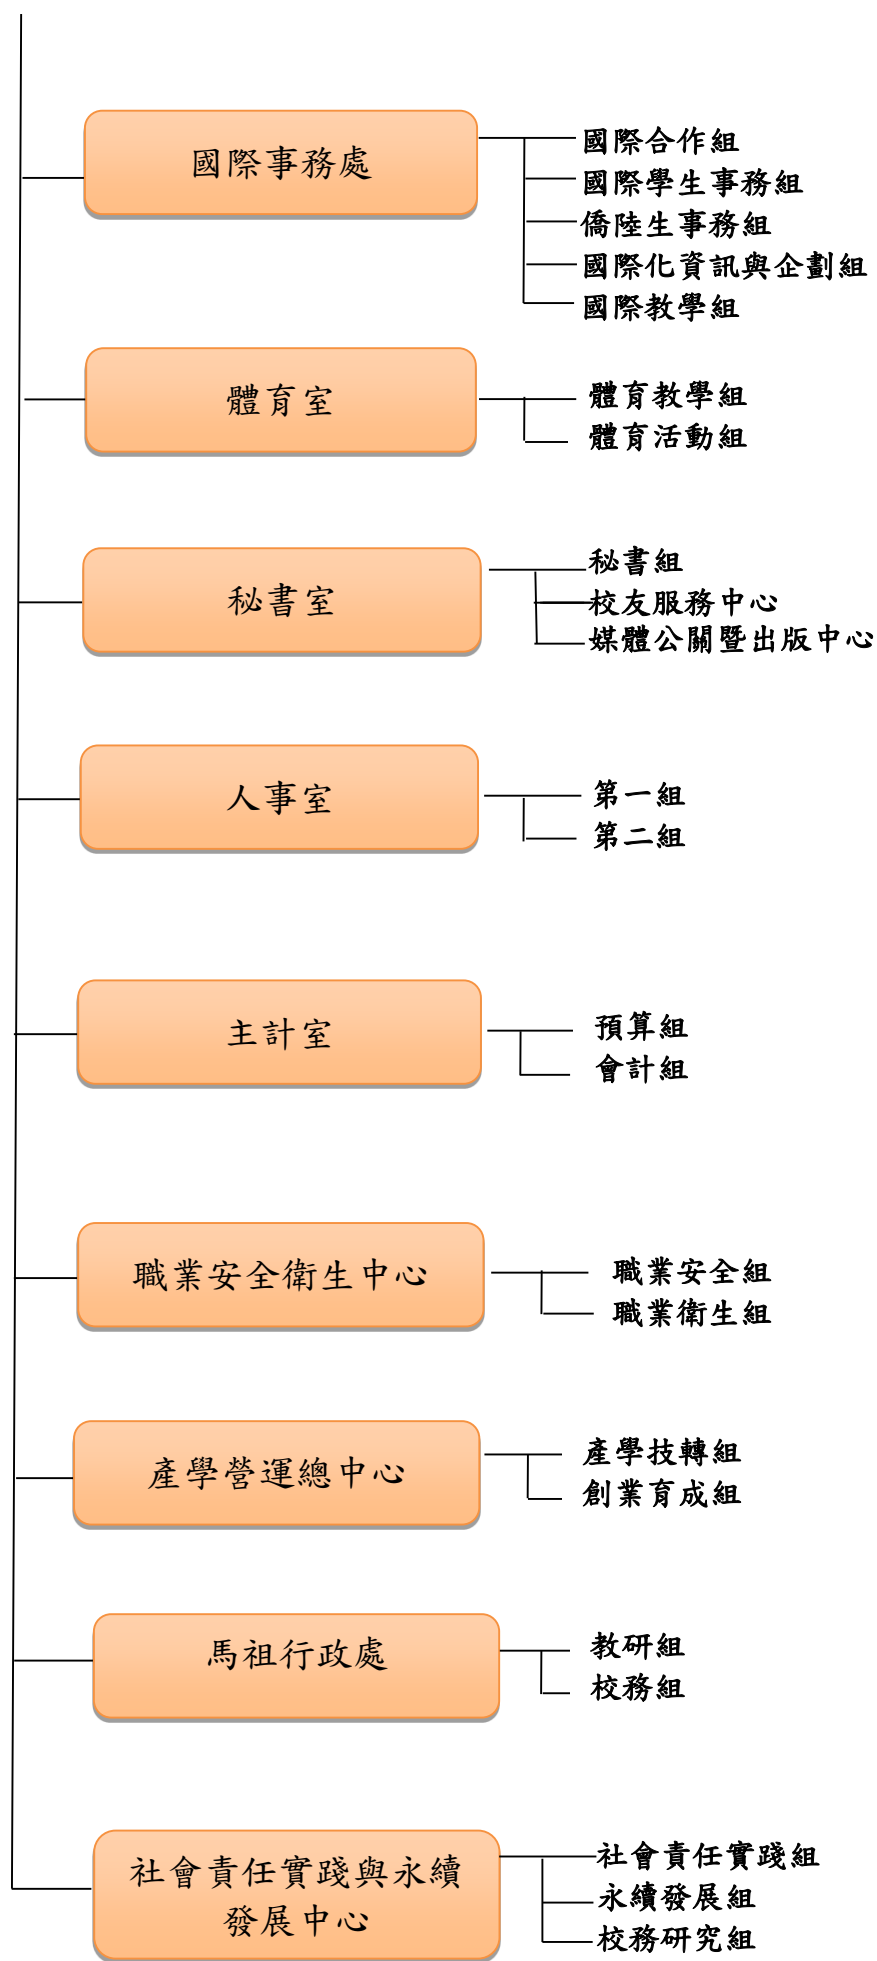 國際事務處
國際合作組
國際學生事務組
僑陸生事務組
國際化資訊與企劃組
國際教學組
體育室
體育教學組
體育活動組
秘書室
秘書組
校友服務中心
媒體公關暨出版中心
人事室
第一組
第二組
主計室
預算組
會計組
職業安全衛生中心
職業安全組
職業衛生組
產學營運總中心
產學技轉組
創業育成組
馬祖行政處
教研組
校務組
社會責任實踐與永續
發展中心
社會責任實踐組
永續發展組
校務研究組